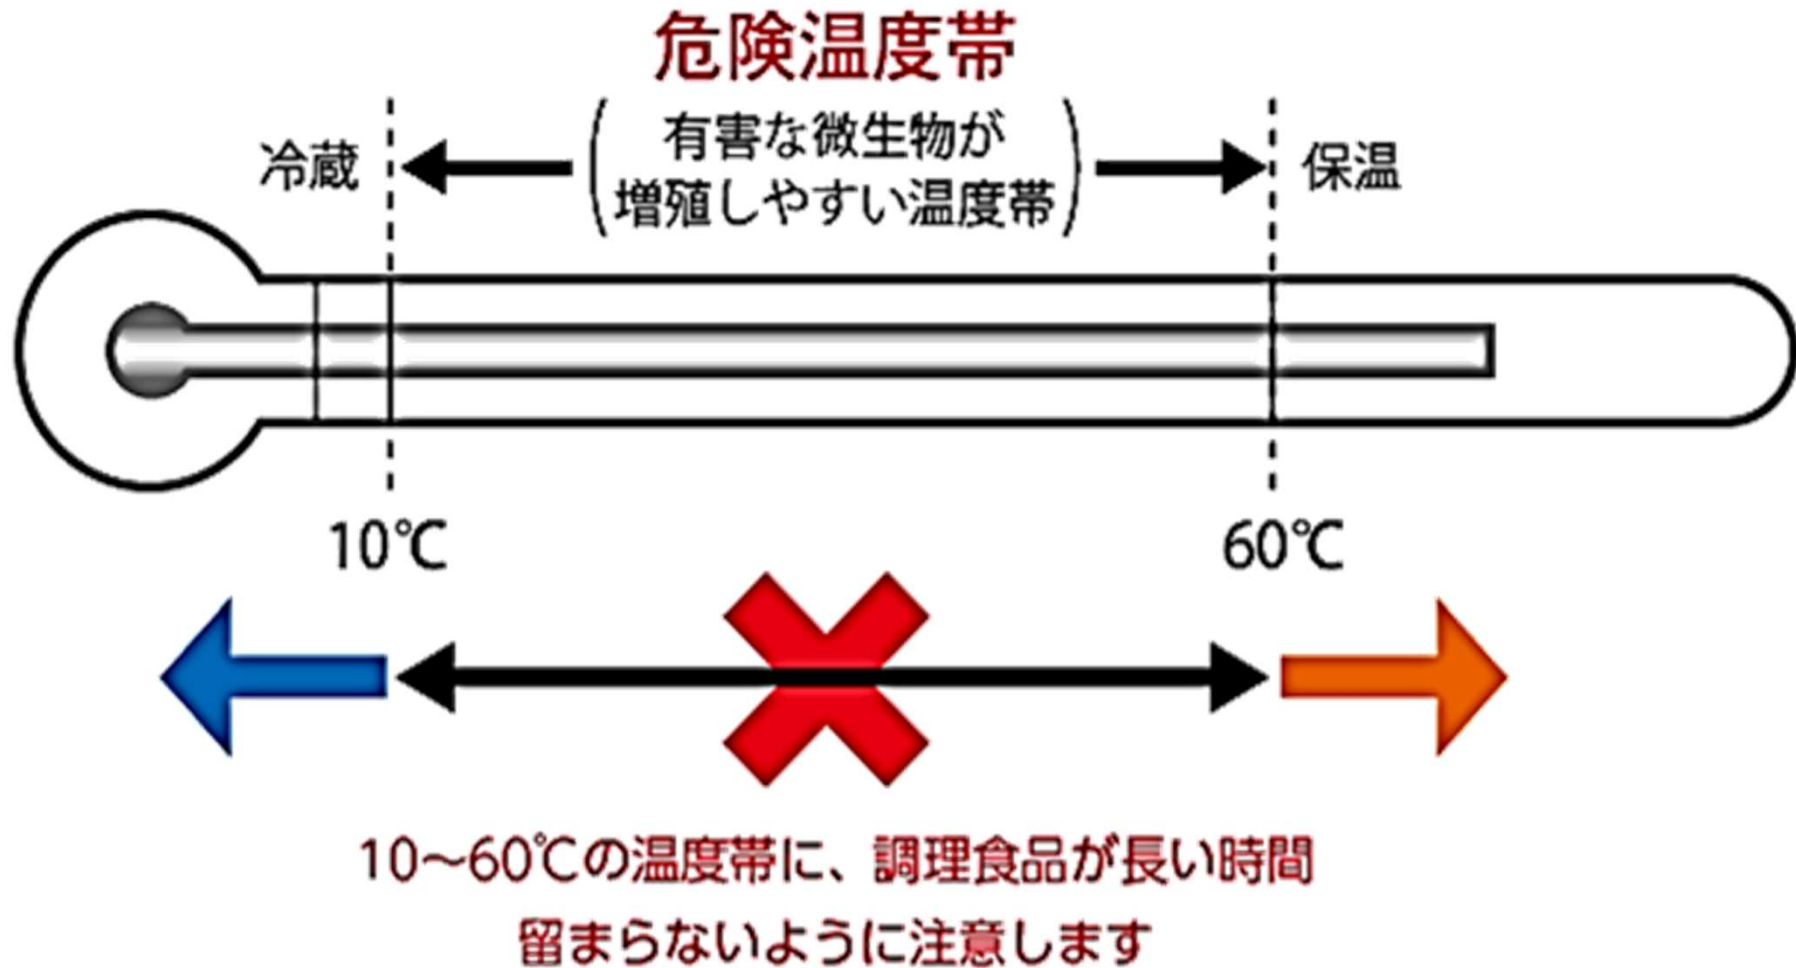 危険温度帯
冷蔵
(有害な微生物が
増殖しやすい温度帯)
保温
10℃
60℃
10～60℃の温度帯に、調理食品が長い時間
留まらないように注意します